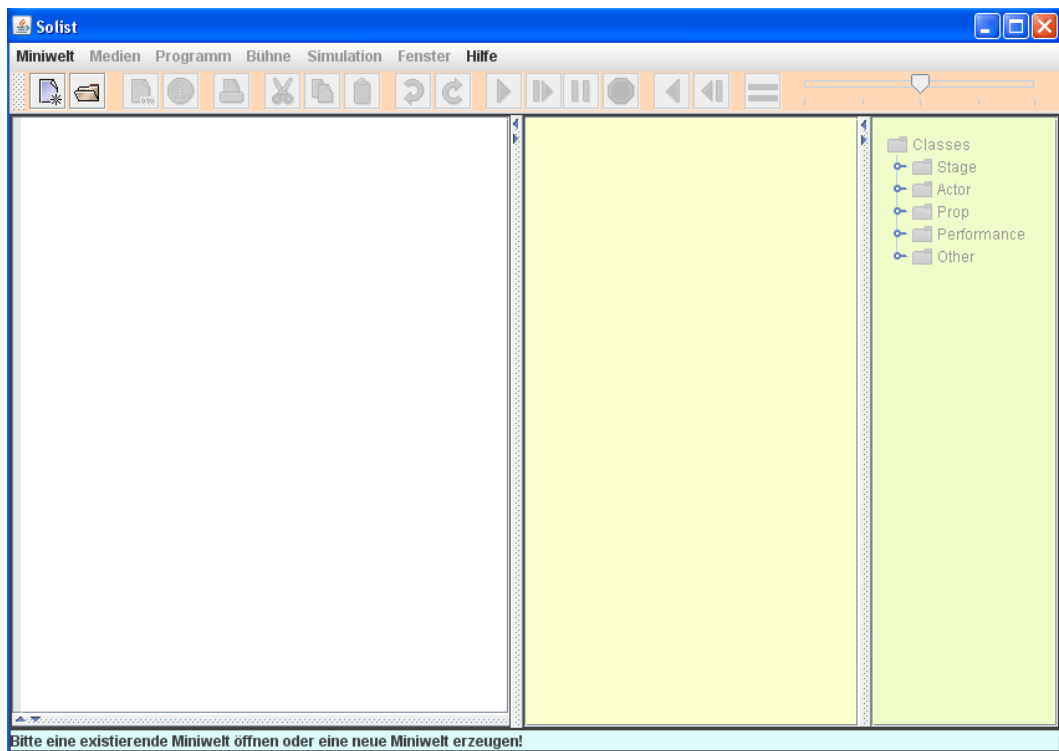 Solist
Miniwelt Medien Programm Bühne Simulation Fenster Hilfe
Classes
Stage
Actor
Prop
Performance
Other
Bitte eine existierende Miniwelt öffnen oder eine neue Miniwelt erzeugen!